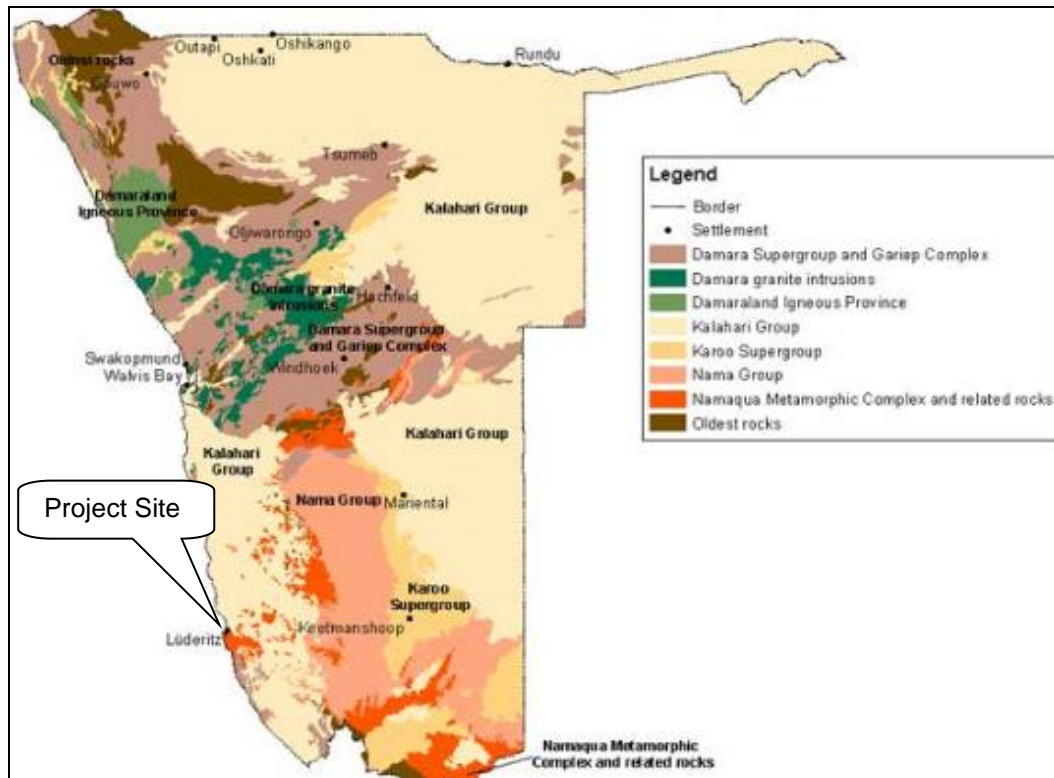 Outapi
Oshikango
Oshkati
Rundu
Oldest rocks
Opuwo
Tsumeb
Damaraland
Igneous Province
Kalahari Group
Otjiwarongo
Damara granite
intrusions
Hochfeld
Damara Supergroup
and Gariep Complex
Windhoek
Swakopmund
Walvis Bay
Kalahari
Group
Kalahari Group
Nama Group
Mariental
Project Site
Karoo
Supergroup
Keetmanshoop
Lüderitz
Namaqua Metamorphic
Complex and related rocks
Legend
Border
Settlement
Damara Supergroup and Gariep Complex
Damara granite intrusions
Damaraland Igneous Province
Kalahari Group
Karoo Supergroup
Nama Group
Namaqua Metamorphic Complex and related rocks
Oldest rocks